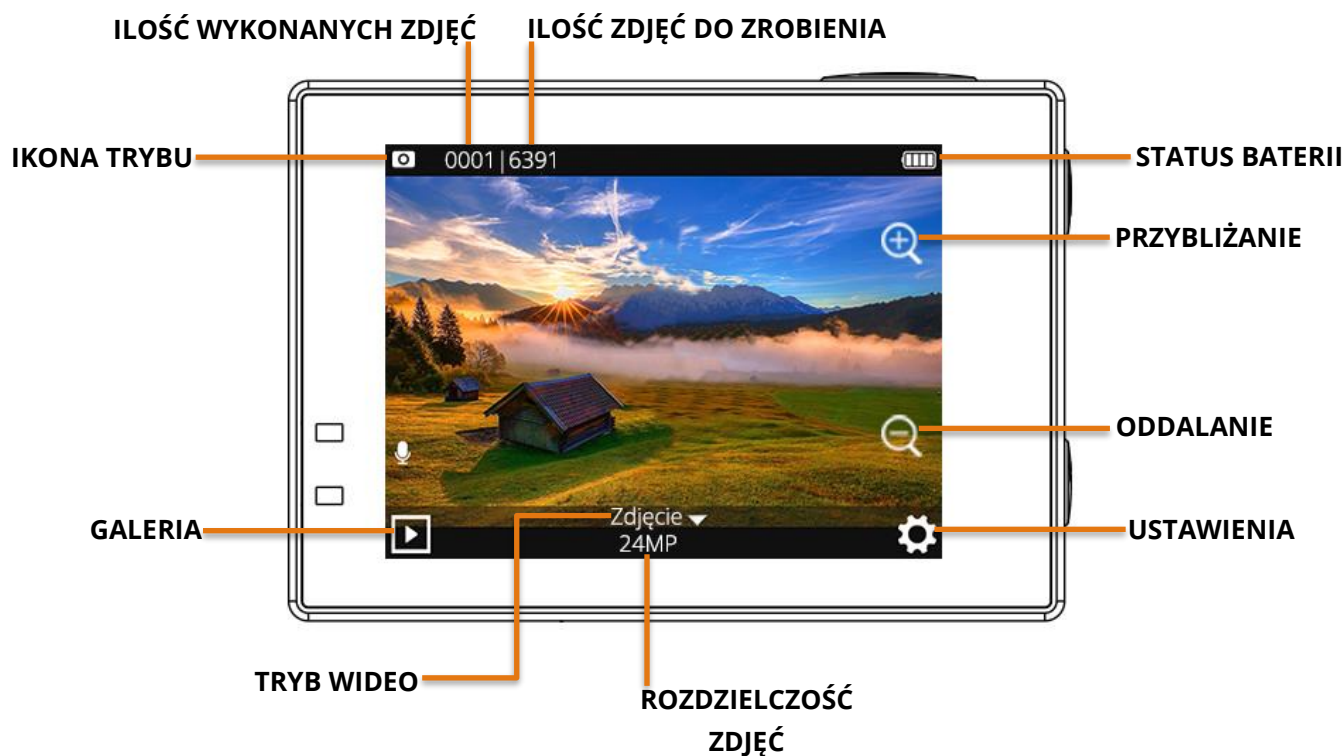 ILOŚĆ WYKONANYCH ZDJĘĆ
ILOŚĆ ZDJĘĆ DO ZROBIENIA
IKONA TRYBU
0001|6391
STATUS BATERII
PRZYBLIŻANIE
ODDALANIE
GALERIA
Zdjęcie
24MP
USTAWIENIA
TRYB WIDEO
ROZDZIELCZOŚĆ
ZDJĘĆ